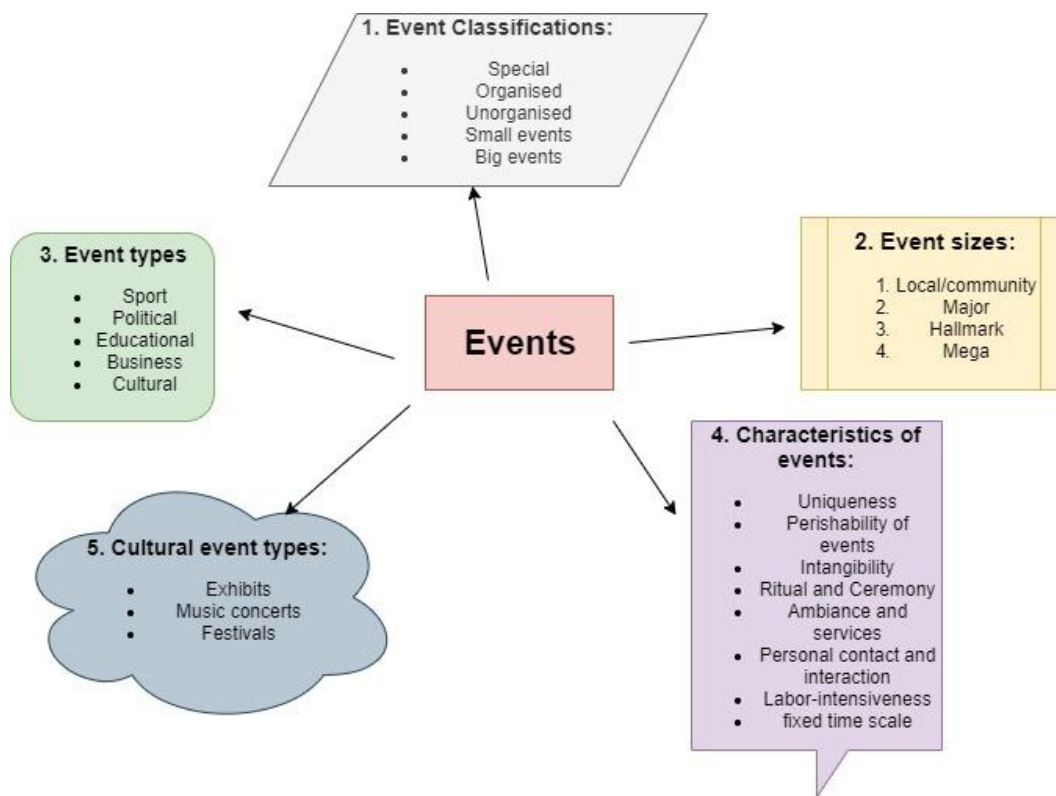 1. Event Classifications:
• Special
• Organised
• Unorganised
• Small events
• Big events
2. Event sizes:
1. Local/community
2. Major
3. Hallmark
4. Mega
3. Event types
• Sport
• Political
• Educational
• Business
• Cultural
Events
4. Characteristics of
events:
• Uniqueness
• Perishability of
events
• Intangibility
• Ritual and Ceremony
• Ambiance and
services
• Personal contact and
interaction
• Labor-intensiveness
• fixed time scale
5. Cultural event types:
• Exhibits
• Music concerts
• Festivals